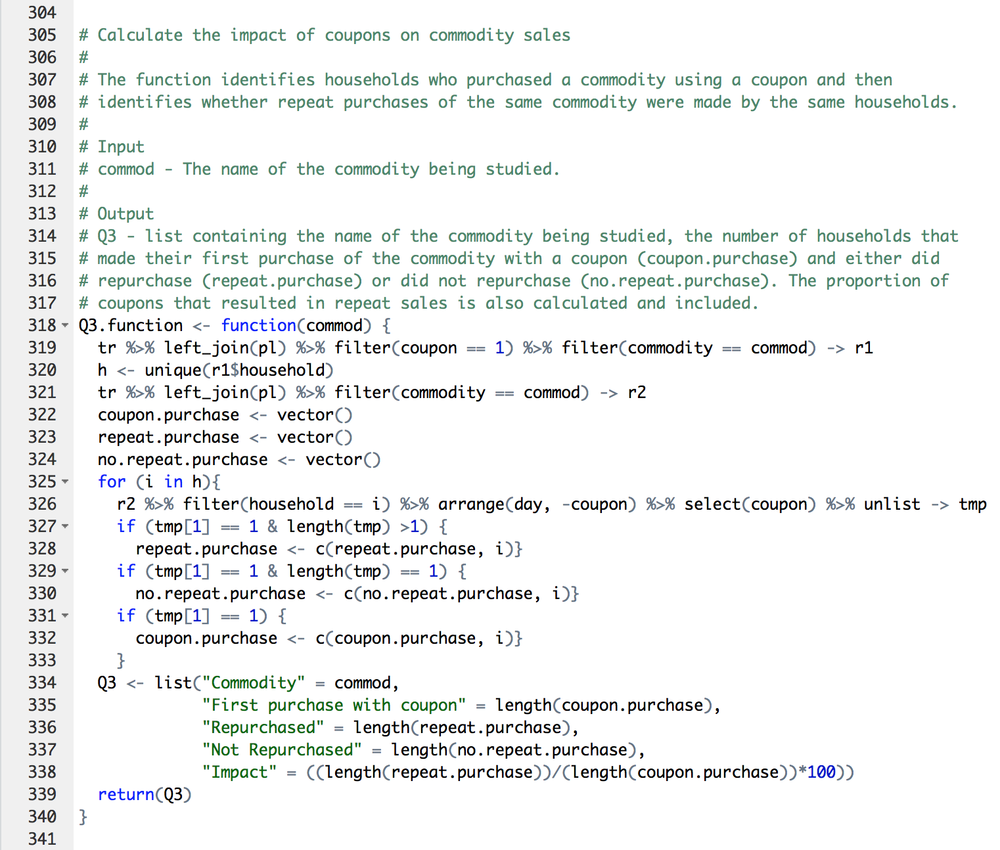 304
305 # Calculate the impact of coupons on commodity sales
306 #
307 # The function identifies households who purchased a commodity using a coupon and then
308 # identifies whether repeat purchases of the same commodity were made by the same households.
309 #
310 # Input
311 # commod - The name of the commodity being studied.
312 #
313 # Output
314 # Q3 - list containing the name of the commodity being studied, the number of households that
315 # made their first purchase of the commodity with a coupon (coupon.purchase) and either did
316 # repurchase (repeat.purchase) or did not repurchase (no.repeat.purchase). The proportion of
317 # coupons that resulted in repeat sales is also calculated and included.
318 Q3.function <- function(commod) {
319   tr %>% left_join(pl) %>% filter(coupon == 1) %>% filter(commodity == commod) -> r1
320   h <- unique(r1$household)
321   tr %>% left_join(pl) %>% filter(commodity == commod) -> r2
322   coupon.purchase <- vector()
323   repeat.purchase <- vector()
324   no.repeat.purchase <- vector()
325   for (i in h){
326     r2 %>% filter(household == i) %>% arrange(day, -coupon) %>% select(coupon) %>% unlist -> tmp
327     if (tmp[1] == 1 & length(tmp) >1) {
328       repeat.purchase <- c(repeat.purchase, i)}
329     if (tmp[1] == 1 & length(tmp) == 1) {
330       no.repeat.purchase <- c(no.repeat.purchase, i)}
331     if (tmp[1] == 1) {
332       coupon.purchase <- c(coupon.purchase, i)}
333     }
334   Q3 <- list("Commodity" = commod,
335              "First purchase with coupon" = length(coupon.purchase),
336              "Repurchased" = length(repeat.purchase),
337              "Not Repurchased" = length(no.repeat.purchase),
338              "Impact" = ((length(repeat.purchase))/(length(coupon.purchase))*100))
339   return(Q3)
340 }
341